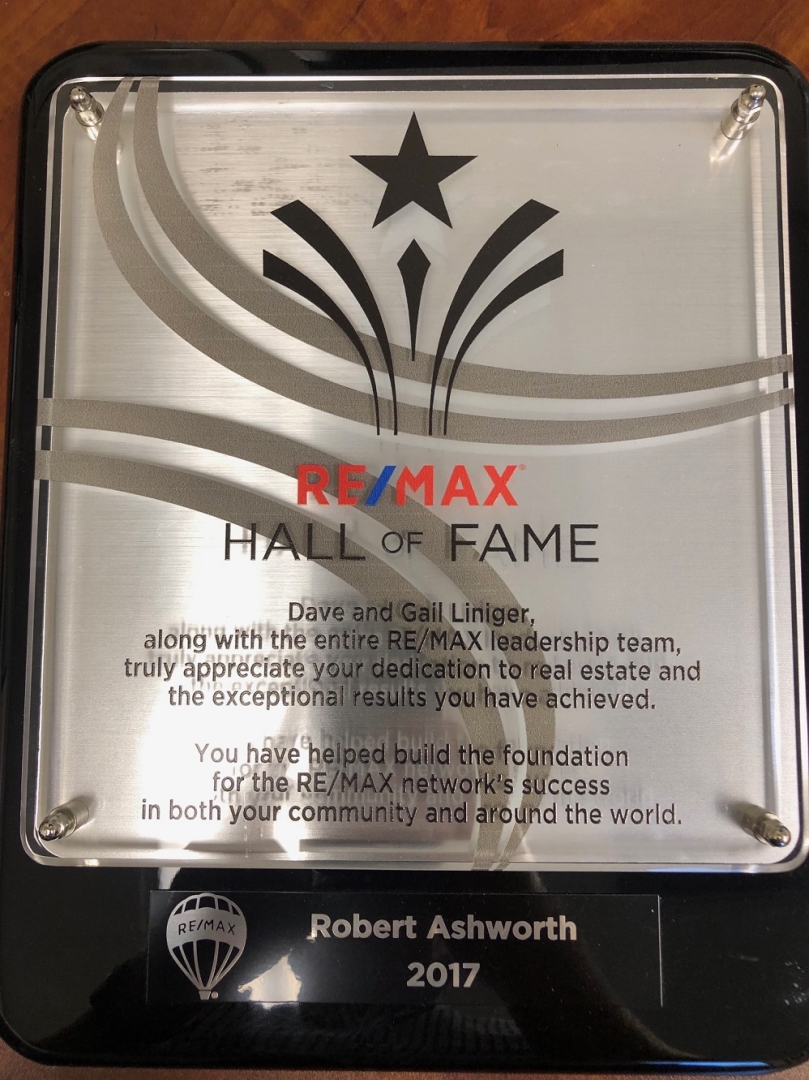 RE/MAX®
HALL OF FAME
Dave and Gail Liniger,
along with the entire RE/MAX leadership team,
truly appreciate your dedication to real estate and
the exceptional results you have achieved.
You have helped build the foundation
for the RE/MAX network's success
in both your community and around the world.
RE/MAX
Robert Ashworth
2017